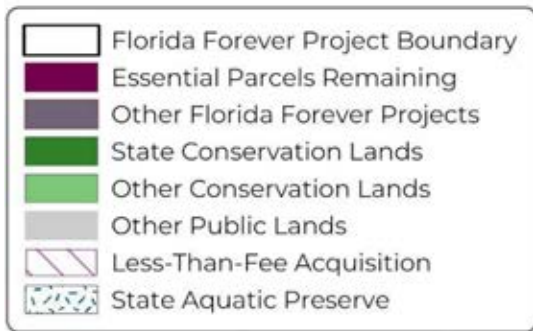 Florida Forever Project Boundary
Essential Parcels Remaining
Other Florida Forever Projects
State Conservation Lands
Other Conservation Lands
Other Public Lands
Less-Than-Fee Acquisition
State Aquatic Preserve